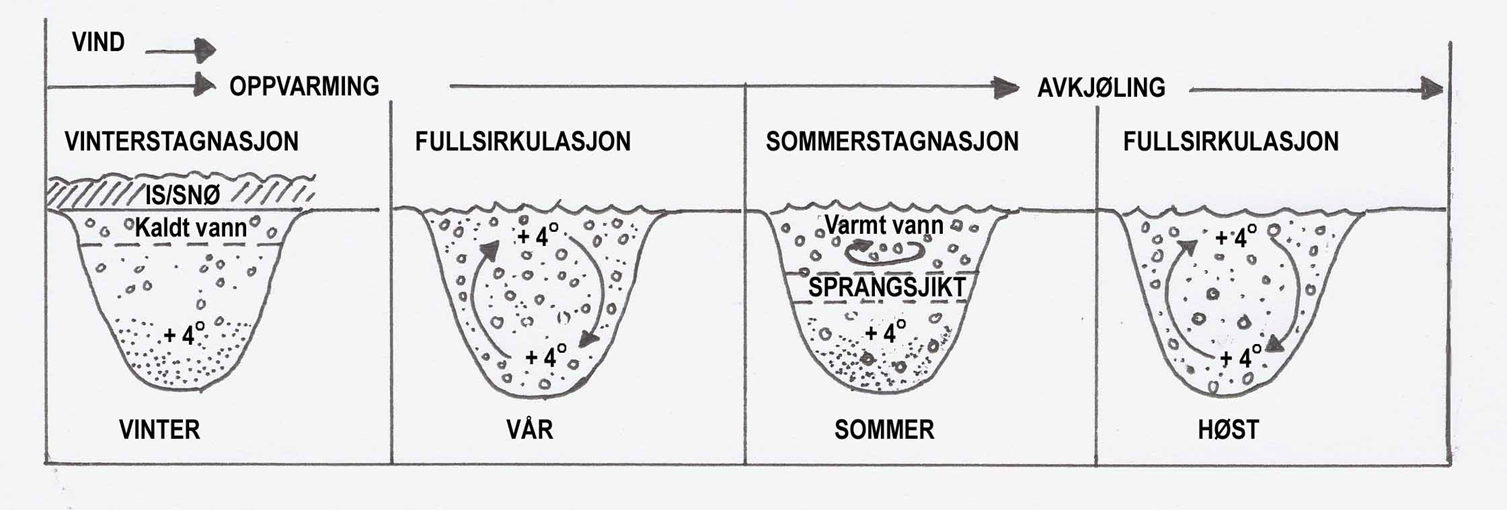 VIND
OPPVARMING
AVKJØLING
VINTERSTAGNASJON
FULLSIRKULASJON
SOMMERSTAGNASJON
FULLSIRKULASJON
IS/SNØ
Kaldt vann
+ 4°
VINTER
+ 4°
+ 4°
VÅR
Varmt vann
SPRANGSJIKT
+ 4°
SOMMER
+ 4°
+ 4°
HØST